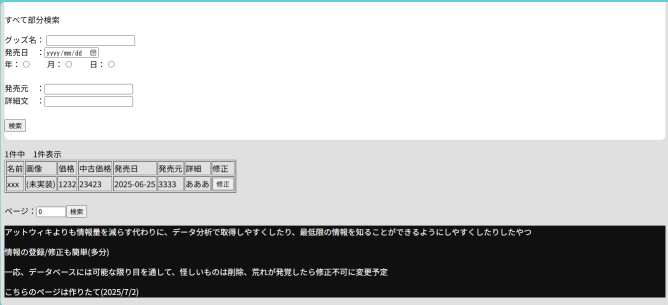 すべて部分検索
グッズ名：
発売日　：yyyy/mm/dd
年：　月：　日：
発売元　：
詳細文　：
検索
1件中　1件表示
名前 画像 価格 中古価格 発売日 発売元 詳細 修正
xxx (未実装) 1232 23423 2025-06-25 3333 あああ 修正
ページ：0 検索
アットウィキよりも情報量を減らす代わりに、データ分析で取得しやすくしたり、最低限の情報を知ることができるようにしやすくしたりしたやつ
情報の登録/修正も簡単(多分)
一応、データベースには可能な限り目を通して、怪しいものは削除、荒れが発覚したら修正不可に変更予定
こちらのページは作りたて(2025/7/2)